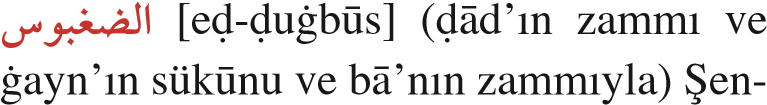 الضغبوس [eḍ-ḍuġbūs] (ḍād’ın zammı ve
ġayn’ın sükūnu ve bā’nın zammıyla) Şen-